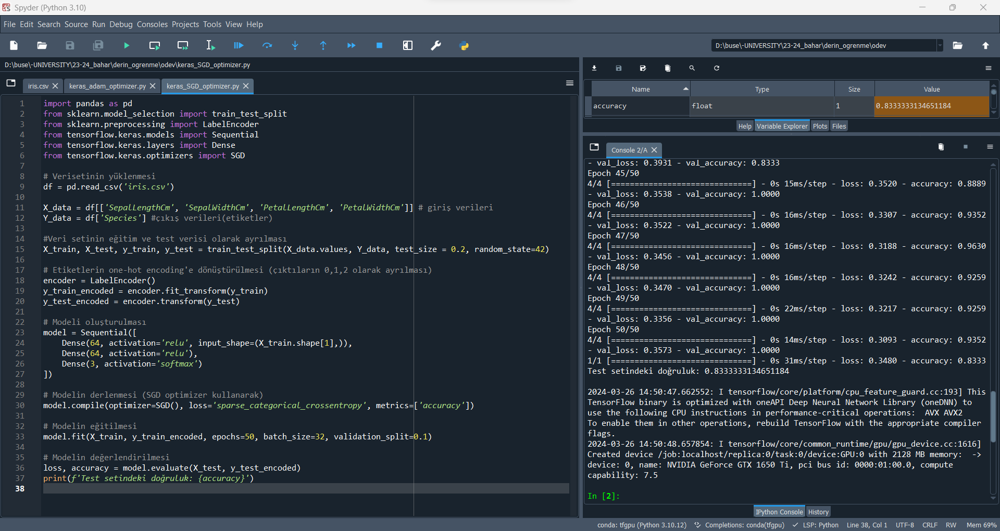 Spyder (Python 3.10)
File Edit Search Source Run Debug Consoles Projects Tools View Help
D:\buse\-UNIVERSITY\23-24_bahar\derin_ogrenme\odev
D:\buse\-UNIVERSITY\23-24_bahar\derin_ogrenme\odev\keras_SGD_optimizer.py
iris.csv keras_adam_optimizer.py keras_SGD_optimizer.py
1 import pandas as pd
2 from sklearn.model_selection import train_test_split
3 from sklearn.preprocessing import LabelEncoder
4 from tensorflow.keras.models import Sequential
5 from tensorflow.keras.layers import Dense
6 from tensorflow.keras.optimizers import SGD
7
8 # Verisetinin yüklenmesi
9 df = pd.read_csv('iris.csv')
10
11 X_data = df[['SepalLengthCm', 'SepalWidthCm', 'PetalLengthCm', 'PetalWidthCm']] # giriş verileri
12 Y_data = df['Species'] #çıkış verileri(etiketler)
13
14 #Veri setinin eğitim ve test verisi olarak ayrılması
15 X_train, X_test, y_train, y_test = train_test_split(X_data.values, Y_data, test_size = 0.2, random_state=42)
16
17 # Etiketlerin one-hot encoding'e dönüştürülmesi (çıktıların 0,1,2 olarak ayrılması)
18 encoder = LabelEncoder()
19 y_train_encoded = encoder.fit_transform(y_train)
20 y_test_encoded = encoder.transform(y_test)
21
22 # Modeli oluşturulması
23 model = Sequential([
24 Dense(64, activation='relu', input_shape=(X_train.shape[1],)),
25 Dense(64, activation='relu'),
26 Dense(3, activation='softmax')
27 ])
28
29 # Modelin derlenmesi (SGD optimizer kullanarak)
30 model.compile(optimizer=SGD(), loss='sparse_categorical_crossentropy', metrics=['accuracy'])
31
32 # Modelin eğitilmesi
33 model.fit(X_train, y_train_encoded, epochs=50, batch_size=32, validation_split=0.1)
34
35 # Modelin değerlendirilmesi
36 loss, accuracy = model.evaluate(X_test, y_test_encoded)
37 print(f'Test setindeki doğruluk: {accuracy}')
38
Name Type Size Value
accuracy float 1 0.8333333134651184
Help Variable Explorer Plots Files
Console 2/A
- val_loss: 0.3931 - val_accuracy: 0.8333
Epoch 45/50
4/4 [==============================] - 0s 15ms/step - loss: 0.3520 - accuracy: 0.8889
- val_loss: 0.3538 - val_accuracy: 1.0000
Epoch 46/50
4/4 [==============================] - 0s 16ms/step - loss: 0.3307 - accuracy: 0.9352
- val_loss: 0.3522 - val_accuracy: 1.0000
Epoch 47/50
4/4 [==============================] - 0s 16ms/step - loss: 0.3188 - accuracy: 0.9630
- val_loss: 0.3456 - val_accuracy: 1.0000
Epoch 48/50
4/4 [==============================] - 0s 16ms/step - loss: 0.3242 - accuracy: 0.9259
- val_loss: 0.3470 - val_accuracy: 1.0000
Epoch 49/50
4/4 [==============================] - 0s 22ms/step - loss: 0.3217 - accuracy: 0.9259
- val_loss: 0.3356 - val_accuracy: 1.0000
Epoch 50/50
4/4 [==============================] - 0s 14ms/step - loss: 0.3093 - accuracy: 0.9352
- val_loss: 0.3573 - val_accuracy: 1.0000
1/1 [==============================] - 0s 31ms/step - loss: 0.3480 - accuracy: 0.8333
Test setindeki doğruluk: 0.8333333134651184
2024-03-26 14:50:47.662552: I tensorflow/core/platform/cpu_feature_guard.cc:193] This
TensorFlow binary is optimized with oneAPI Deep Neural Network Library (oneDNN) to
use the following CPU instructions in performance-critical operations:  AVX AVX2
To enable them in other operations, rebuild TensorFlow with the appropriate compiler
flags.
2024-03-26 14:50:48.657854: I tensorflow/core/common_runtime/gpu/gpu_device.cc:1616]
Created device /job:localhost/replica:0/task:0/device:GPU:0 with 2128 MB memory:  ->
device: 0, name: NVIDIA GeForce GTX 1650 Ti, pci bus id: 0000:01:00.0, compute
capability: 7.5
In [2]:
IPython Console History
conda: tfgpu (Python 3.10.12) Completions: conda(tfgpu) ✓ LSP: Python Line 38, Col 1 UTF-8 CRLF RW Mem 69%